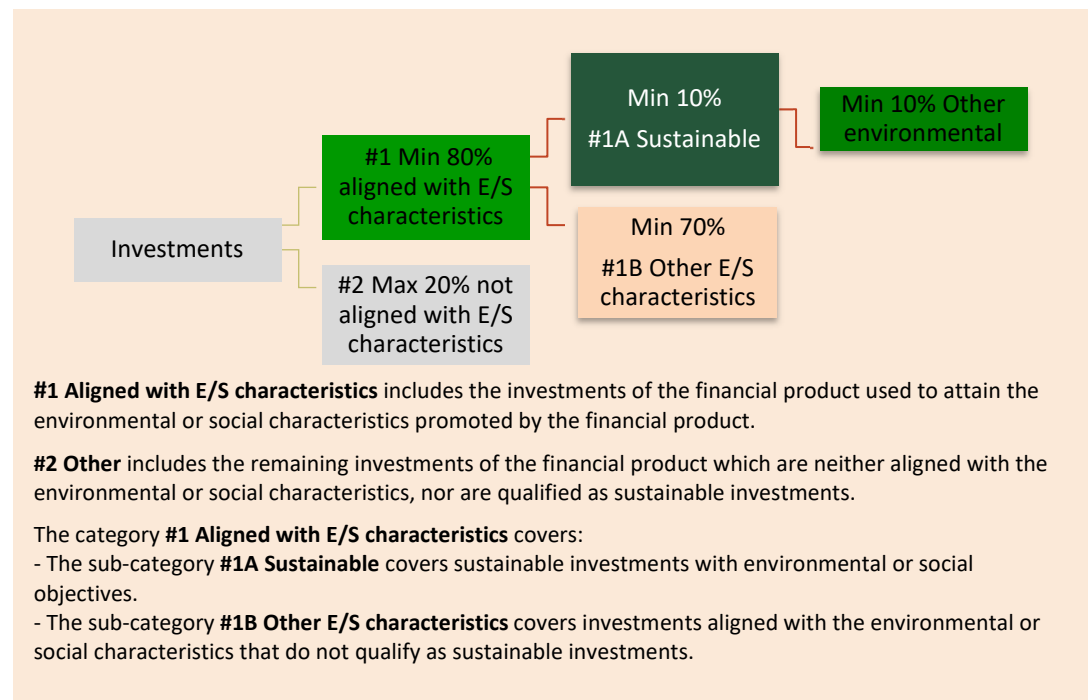 Investments
#1 Min 80%
aligned with E/S
characteristics
#2 Max 20% not
aligned with E/S
characteristics
Min 10%
#1A Sustainable
Min 70%
#1B Other E/S
characteristics
Min 10% Other
environmental
#1 Aligned with E/S characteristics includes the investments of the financial product used to attain the
environmental or social characteristics promoted by the financial product.
#2 Other includes the remaining investments of the financial product which are neither aligned with the
environmental or social characteristics, nor are qualified as sustainable investments.
The category #1 Aligned with E/S characteristics covers:
- The sub-category #1A Sustainable covers sustainable investments with environmental or social
objectives.
- The sub-category #1B Other E/S characteristics covers investments aligned with the environmental or
social characteristics that do not qualify as sustainable investments.